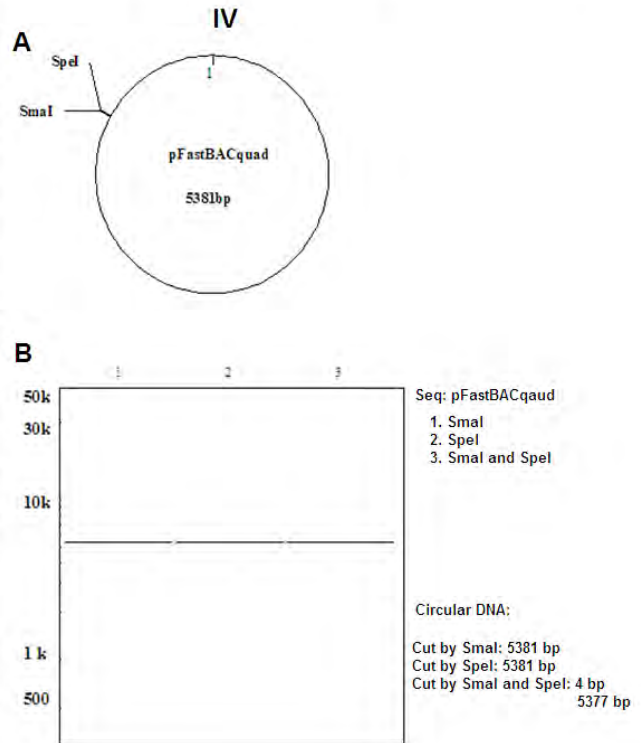 IV
A
SpeI
SmaI
1
pFastBACquad
5381bp
B
1 2 3
50k
30k
10k
1 k
500
Seq: pFastBACqaud
1. SmaI
2. SpeI
3. SmaI and SpeI
Circular DNA:
Cut by SmaI: 5381 bp
Cut by SpeI: 5381 bp
Cut by SmaI and SpeI: 4 bp
5377 bp